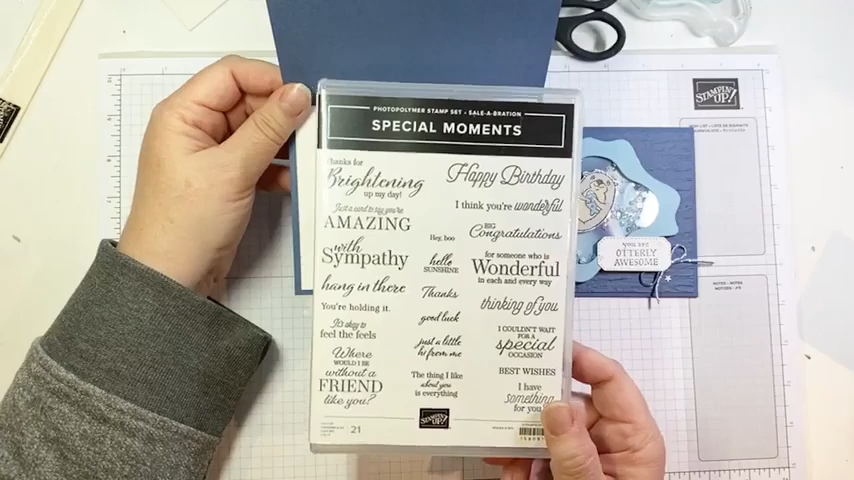 PHOTOPOLYMER STAMP SET • SALE-A-BRATION
SPECIAL MOMENTS
Thanks for
Brightening
up my day!
Just a card to say you're
AMAZING
with
Sympathy
hang in there
You're holding it.
It's okay to
feel the feels
Where
WOULD I BE
without a
FRIEND
like you?
Hey, boo
hello
SUNSHINE
Thanks
good luck
just a little
hi from me
The thing I like
about you
is everything
Happy Birthday
I think you're wonderful
BIG
Congratulations
for someone who is
Wonderful
in each and every way
thinking of you
I COULDN'T WAIT
FOR A
special
OCCASION
BEST WISHES
I have
something
for you
21
STAMPIN' UP!
STAMPIN' UP!
YOU ARE
OTTERLY
AWESOME